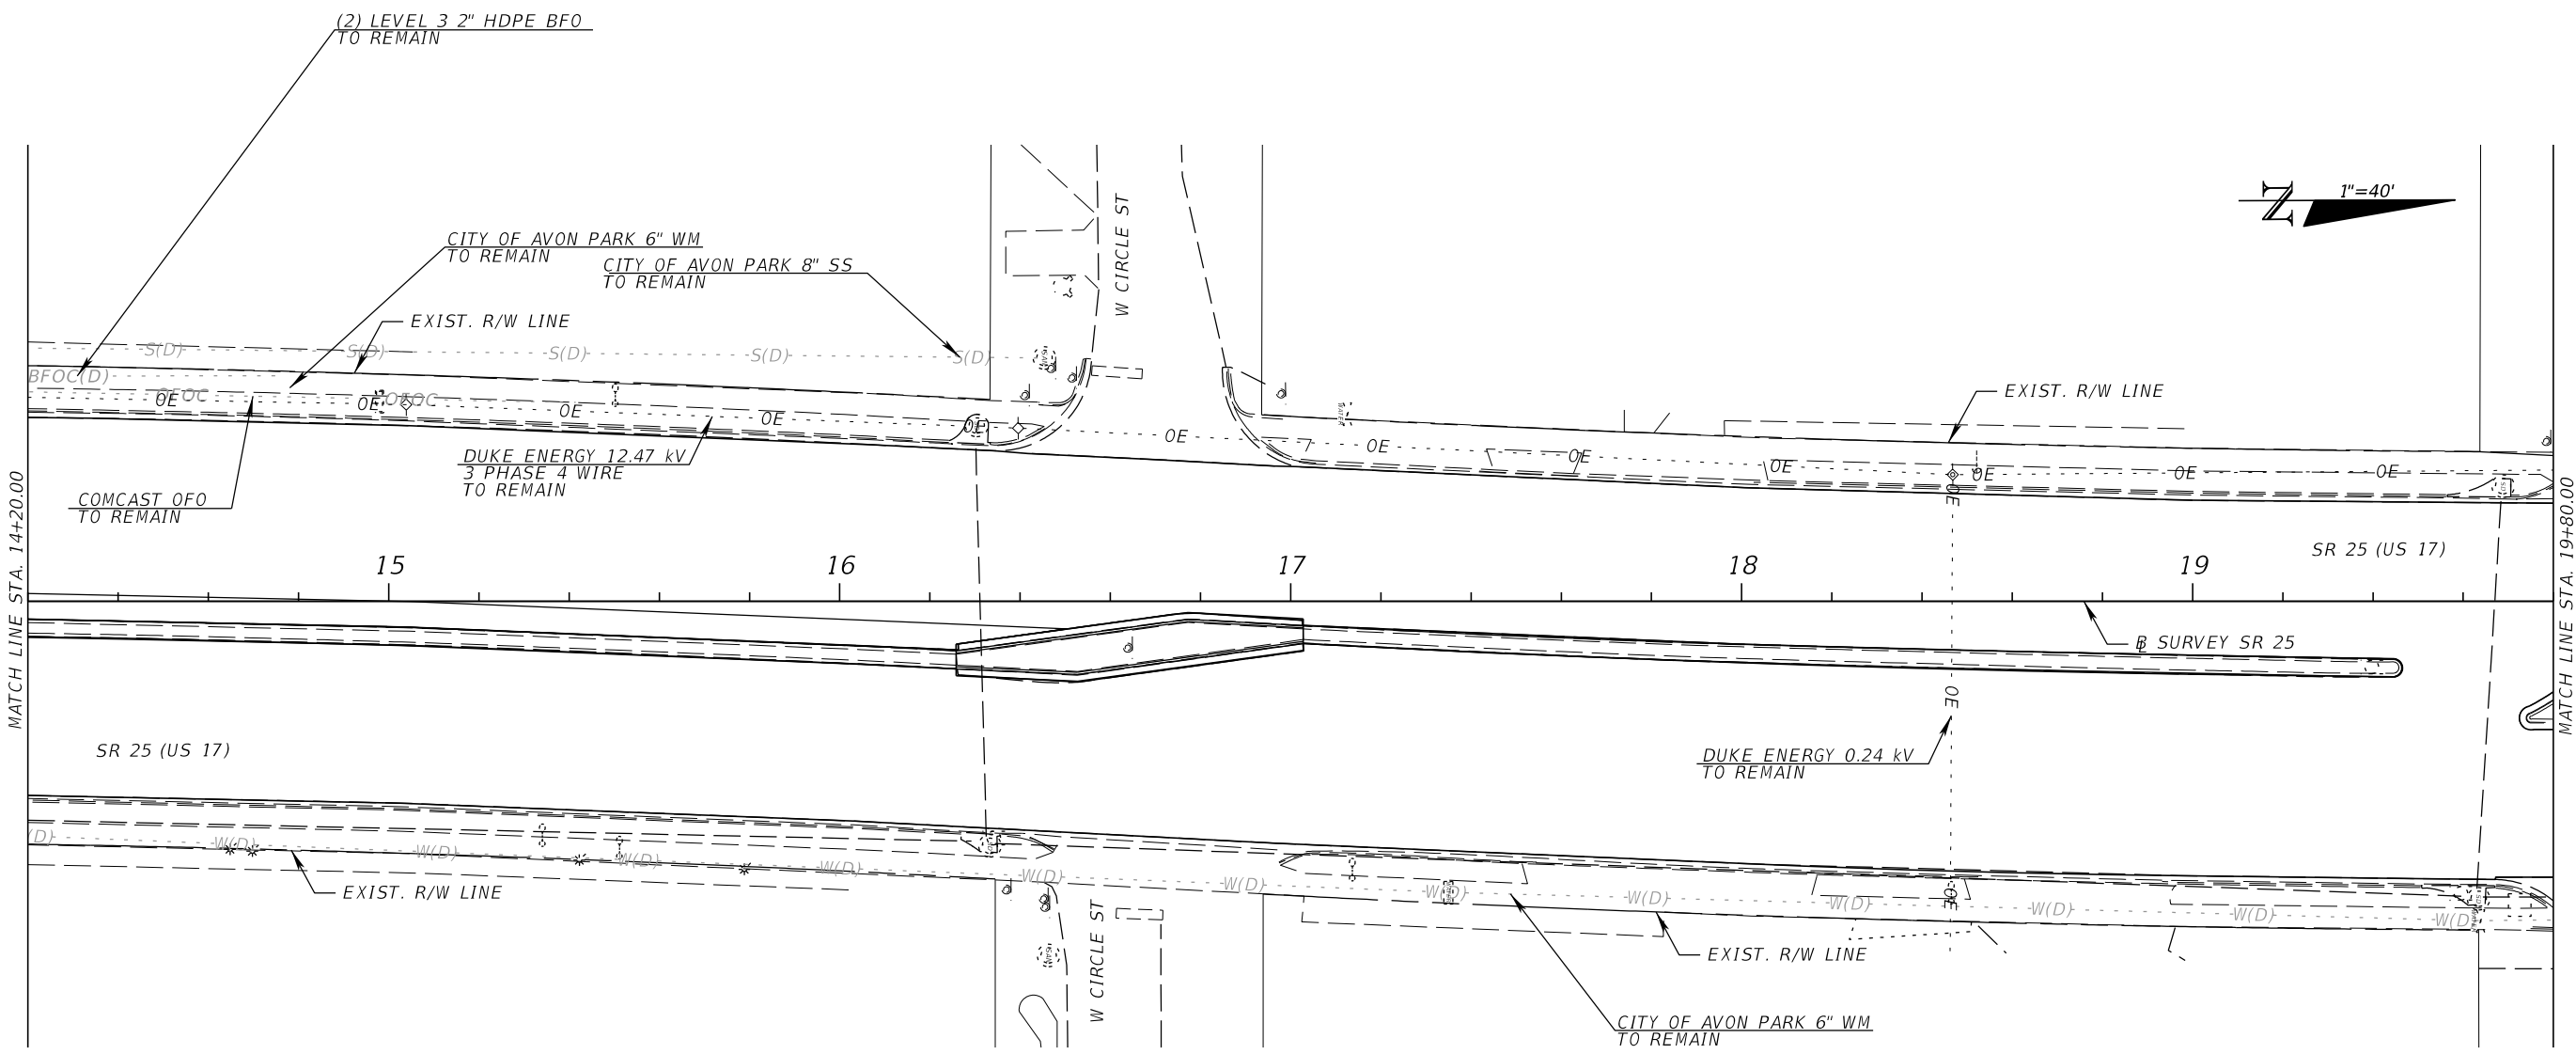 (2) LEVEL 3 2" HDPE BFO
TO REMAIN
N
1"=40'
W CIRCLE ST
CITY OF AVON PARK 6" WM
TO REMAIN
CITY OF AVON PARK 8" SS
TO REMAIN
EXIST. R/W LINE
S(D) S(D) S(D) S(D) S(D)
BFOC(D)
OFOC OFOC
EXIST. R/W LINE
OE OE OE OE OE OE OE OE OE OE OE OE
DUKE ENERGY 12.47 kV
3 PHASE 4 WIRE
TO REMAIN
COMCAST OFO
TO REMAIN
OE
MATCH LINE STA. 14+20.00
MATCH LINE STA. 19+80.00
SR 25 (US 17)
15 16 17 18 19
B SURVEY SR 25
OE
SR 25 (US 17)
DUKE ENERGY 0.24 kV
TO REMAIN
(D) W(D) W(D) W(D) W(D) W(D) W(D) W(D) W(D) W(D) W(D) W(D) W(D)
OE
EXIST. R/W LINE
W CIRCLE ST
EXIST. R/W LINE
CITY OF AVON PARK 6" WM
TO REMAIN